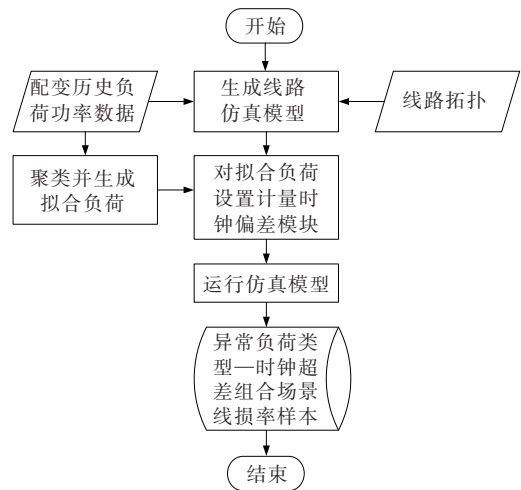 开始
配变历史负
荷功率数据
生成线路
仿真模型
线路拓扑
聚类并生成
拟合负荷
对拟合负荷
设置计量时
钟偏差模块
运行仿真模型
异常负荷类
型—时钟超
差组合场景
线损率样本
结束